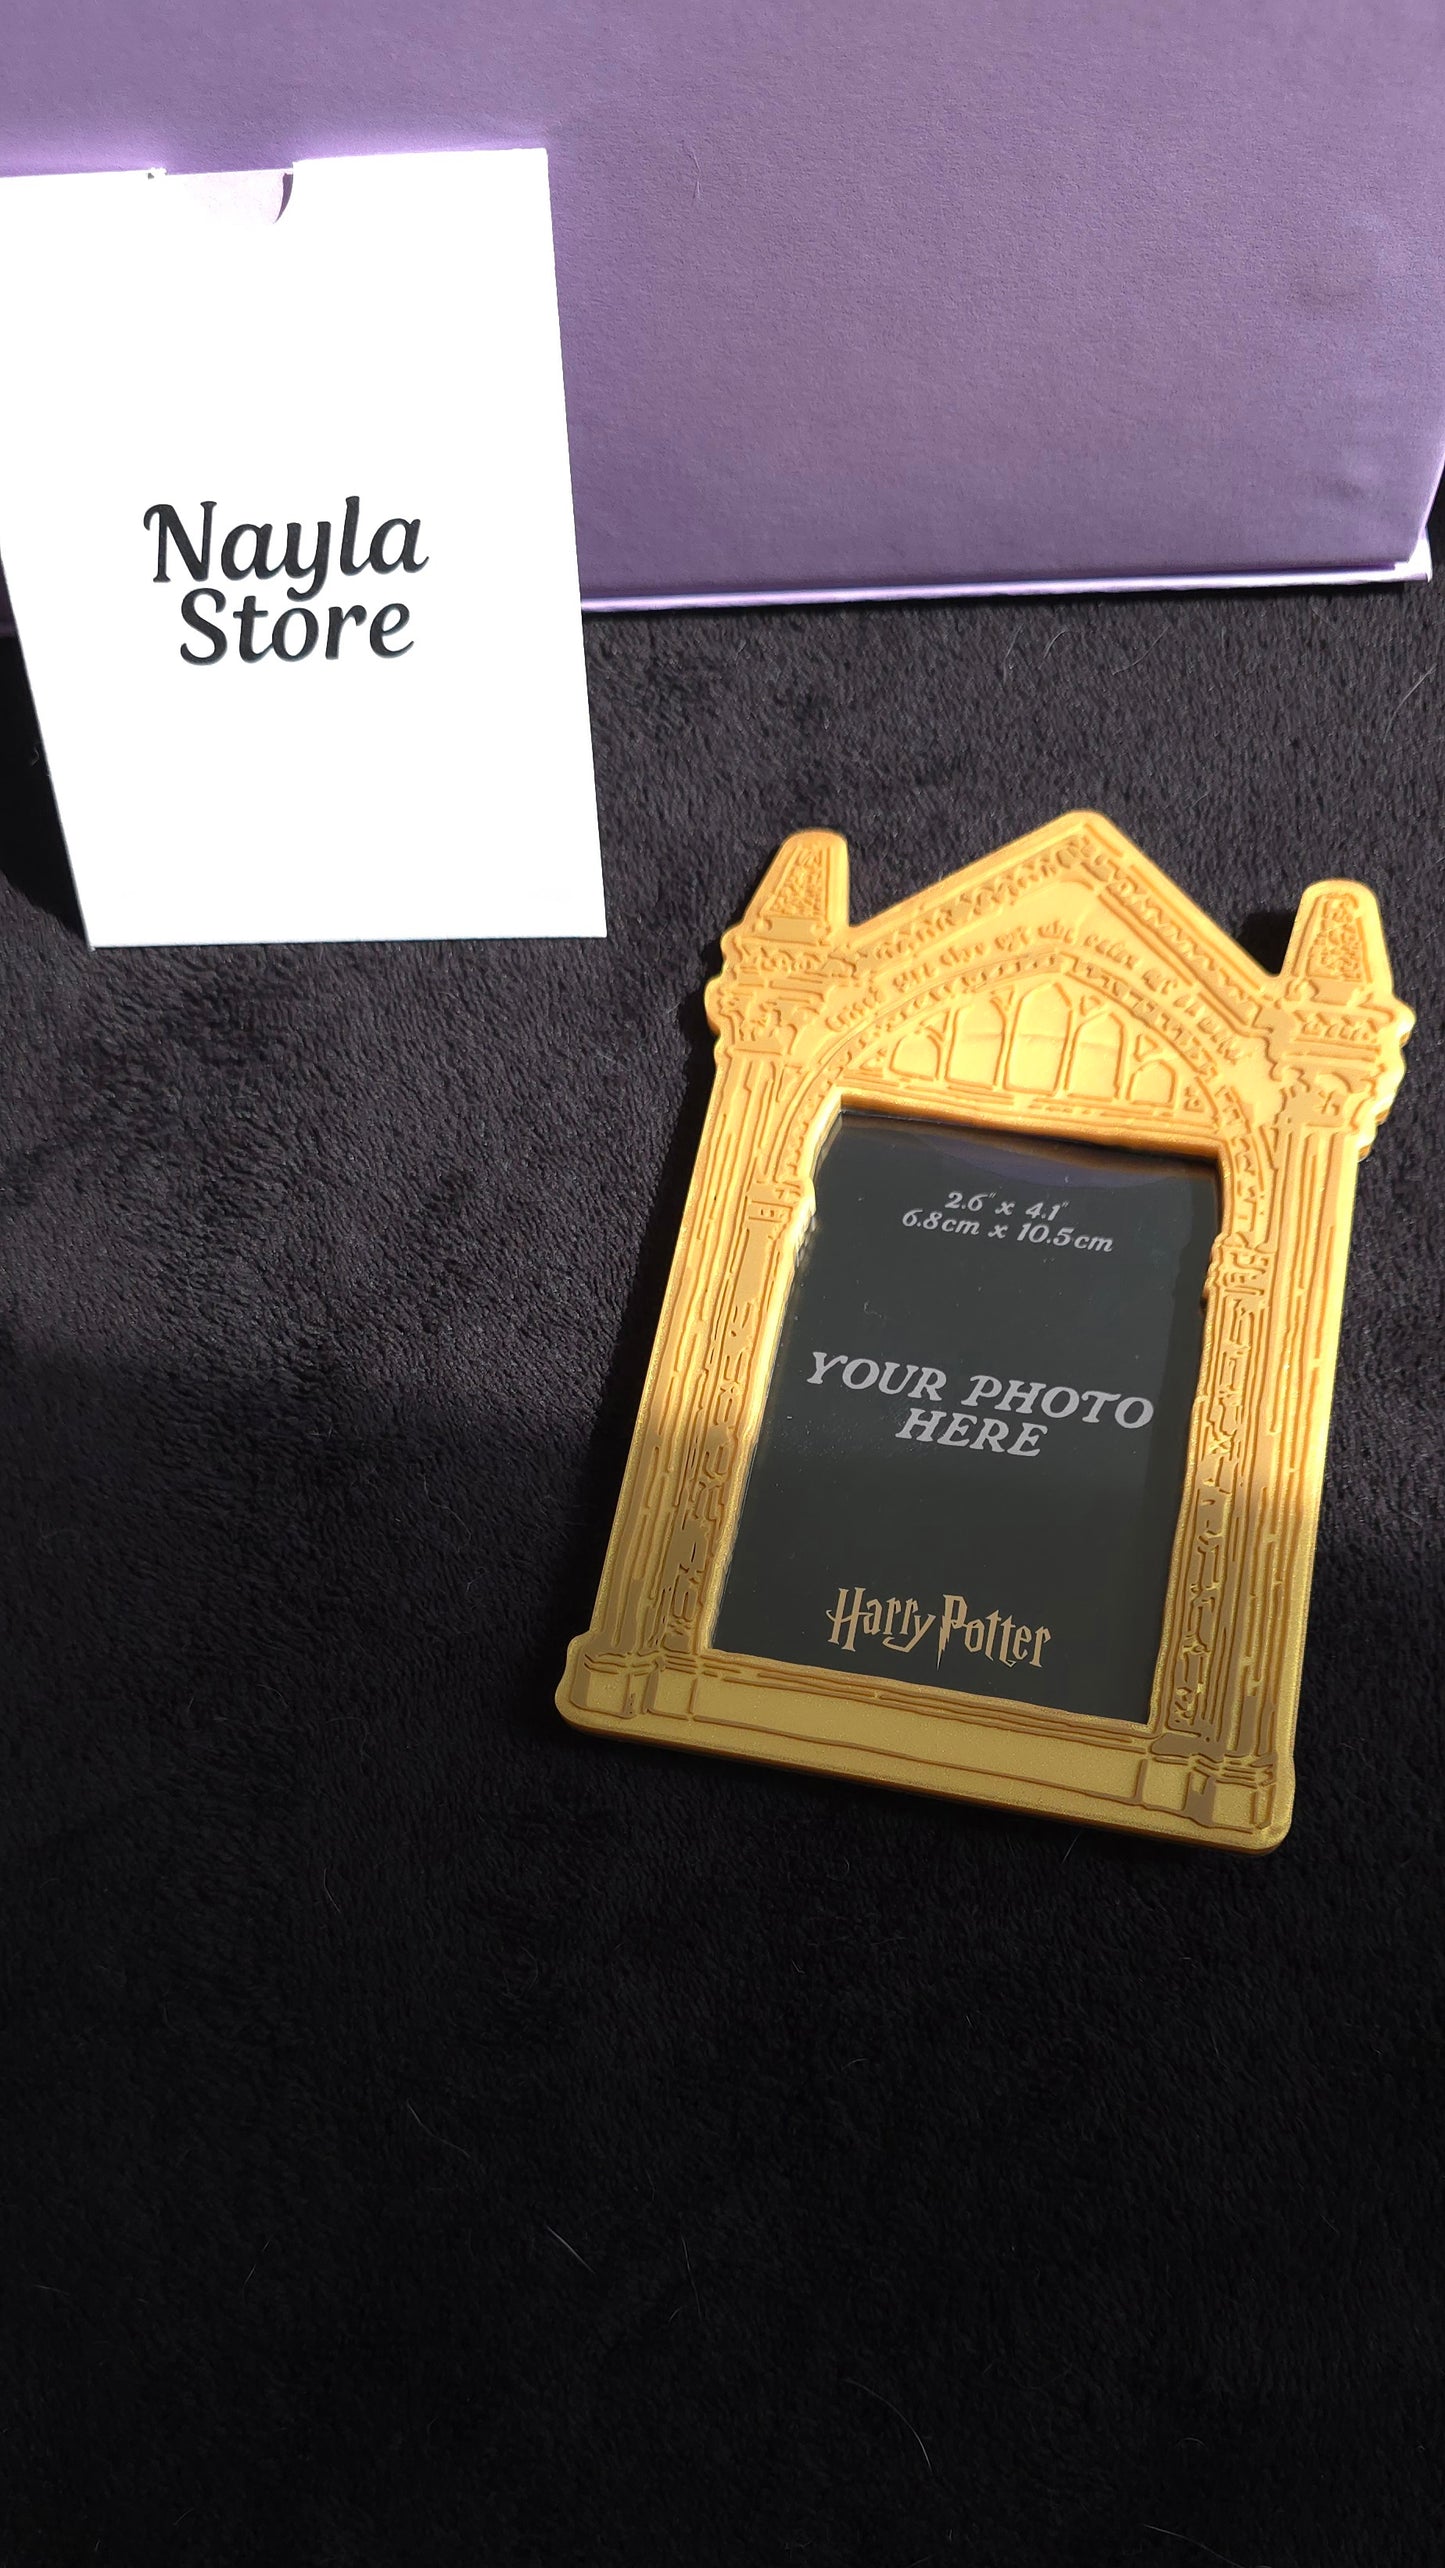 Nayla
Store
2.6" x 4.1"
6.8cm x 10.5cm
YOUR PHOTO
HERE
Harry Potter